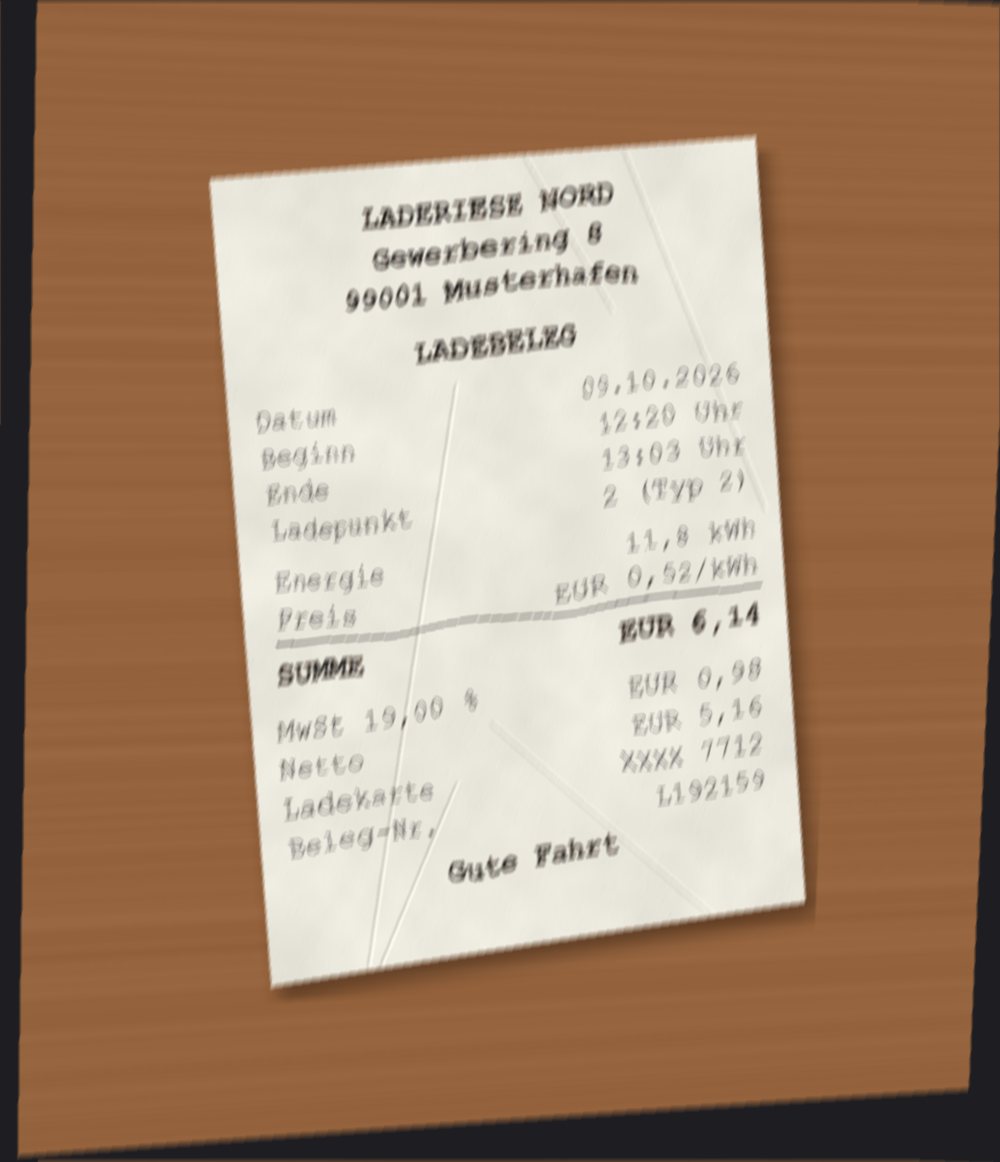 LADERIESE NORD
Gewerbering 8
99001 Musterhafen
LADEBELEG
Datum 09.10.2026
Beginn 12:20 Uhr
Ende 13:03 Uhr
Ladepunkt 2 (Typ 2)
Energie 11,8 kWh
Preis EUR 0,52/kWh
SUMME EUR 6,14
MwSt 19,00 % EUR 0,98
Netto EUR 5,16
Ladekarte XXXX 7712
Beleg-Nr. L192159
Gute Fahrt